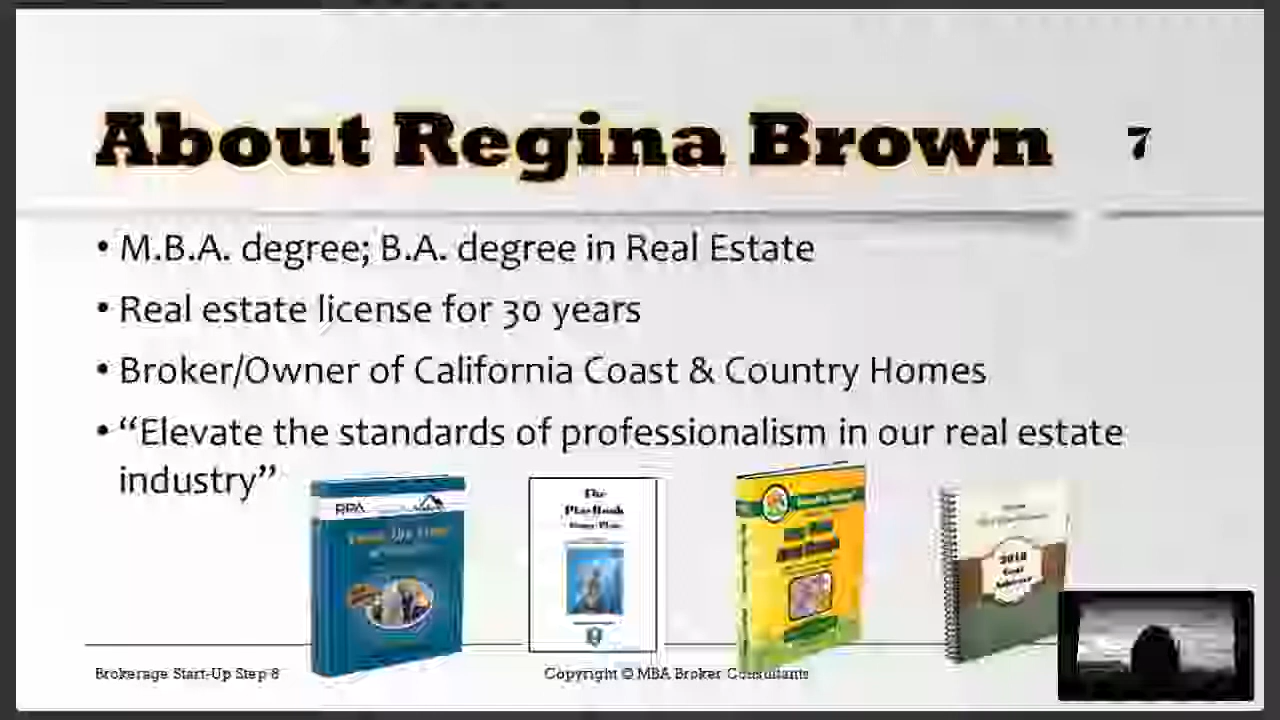 About Regina Brown
7
• M.B.A. degree; B.A. degree in Real Estate
• Real estate license for 30 years
• Broker/Owner of California Coast & Country Homes
• “Elevate the standards of professionalism in our real estate
industry”
The
PlayBook
2018
Goal
Brokerage Start-Up Step 8
Copyright © MBA Broker Consultants